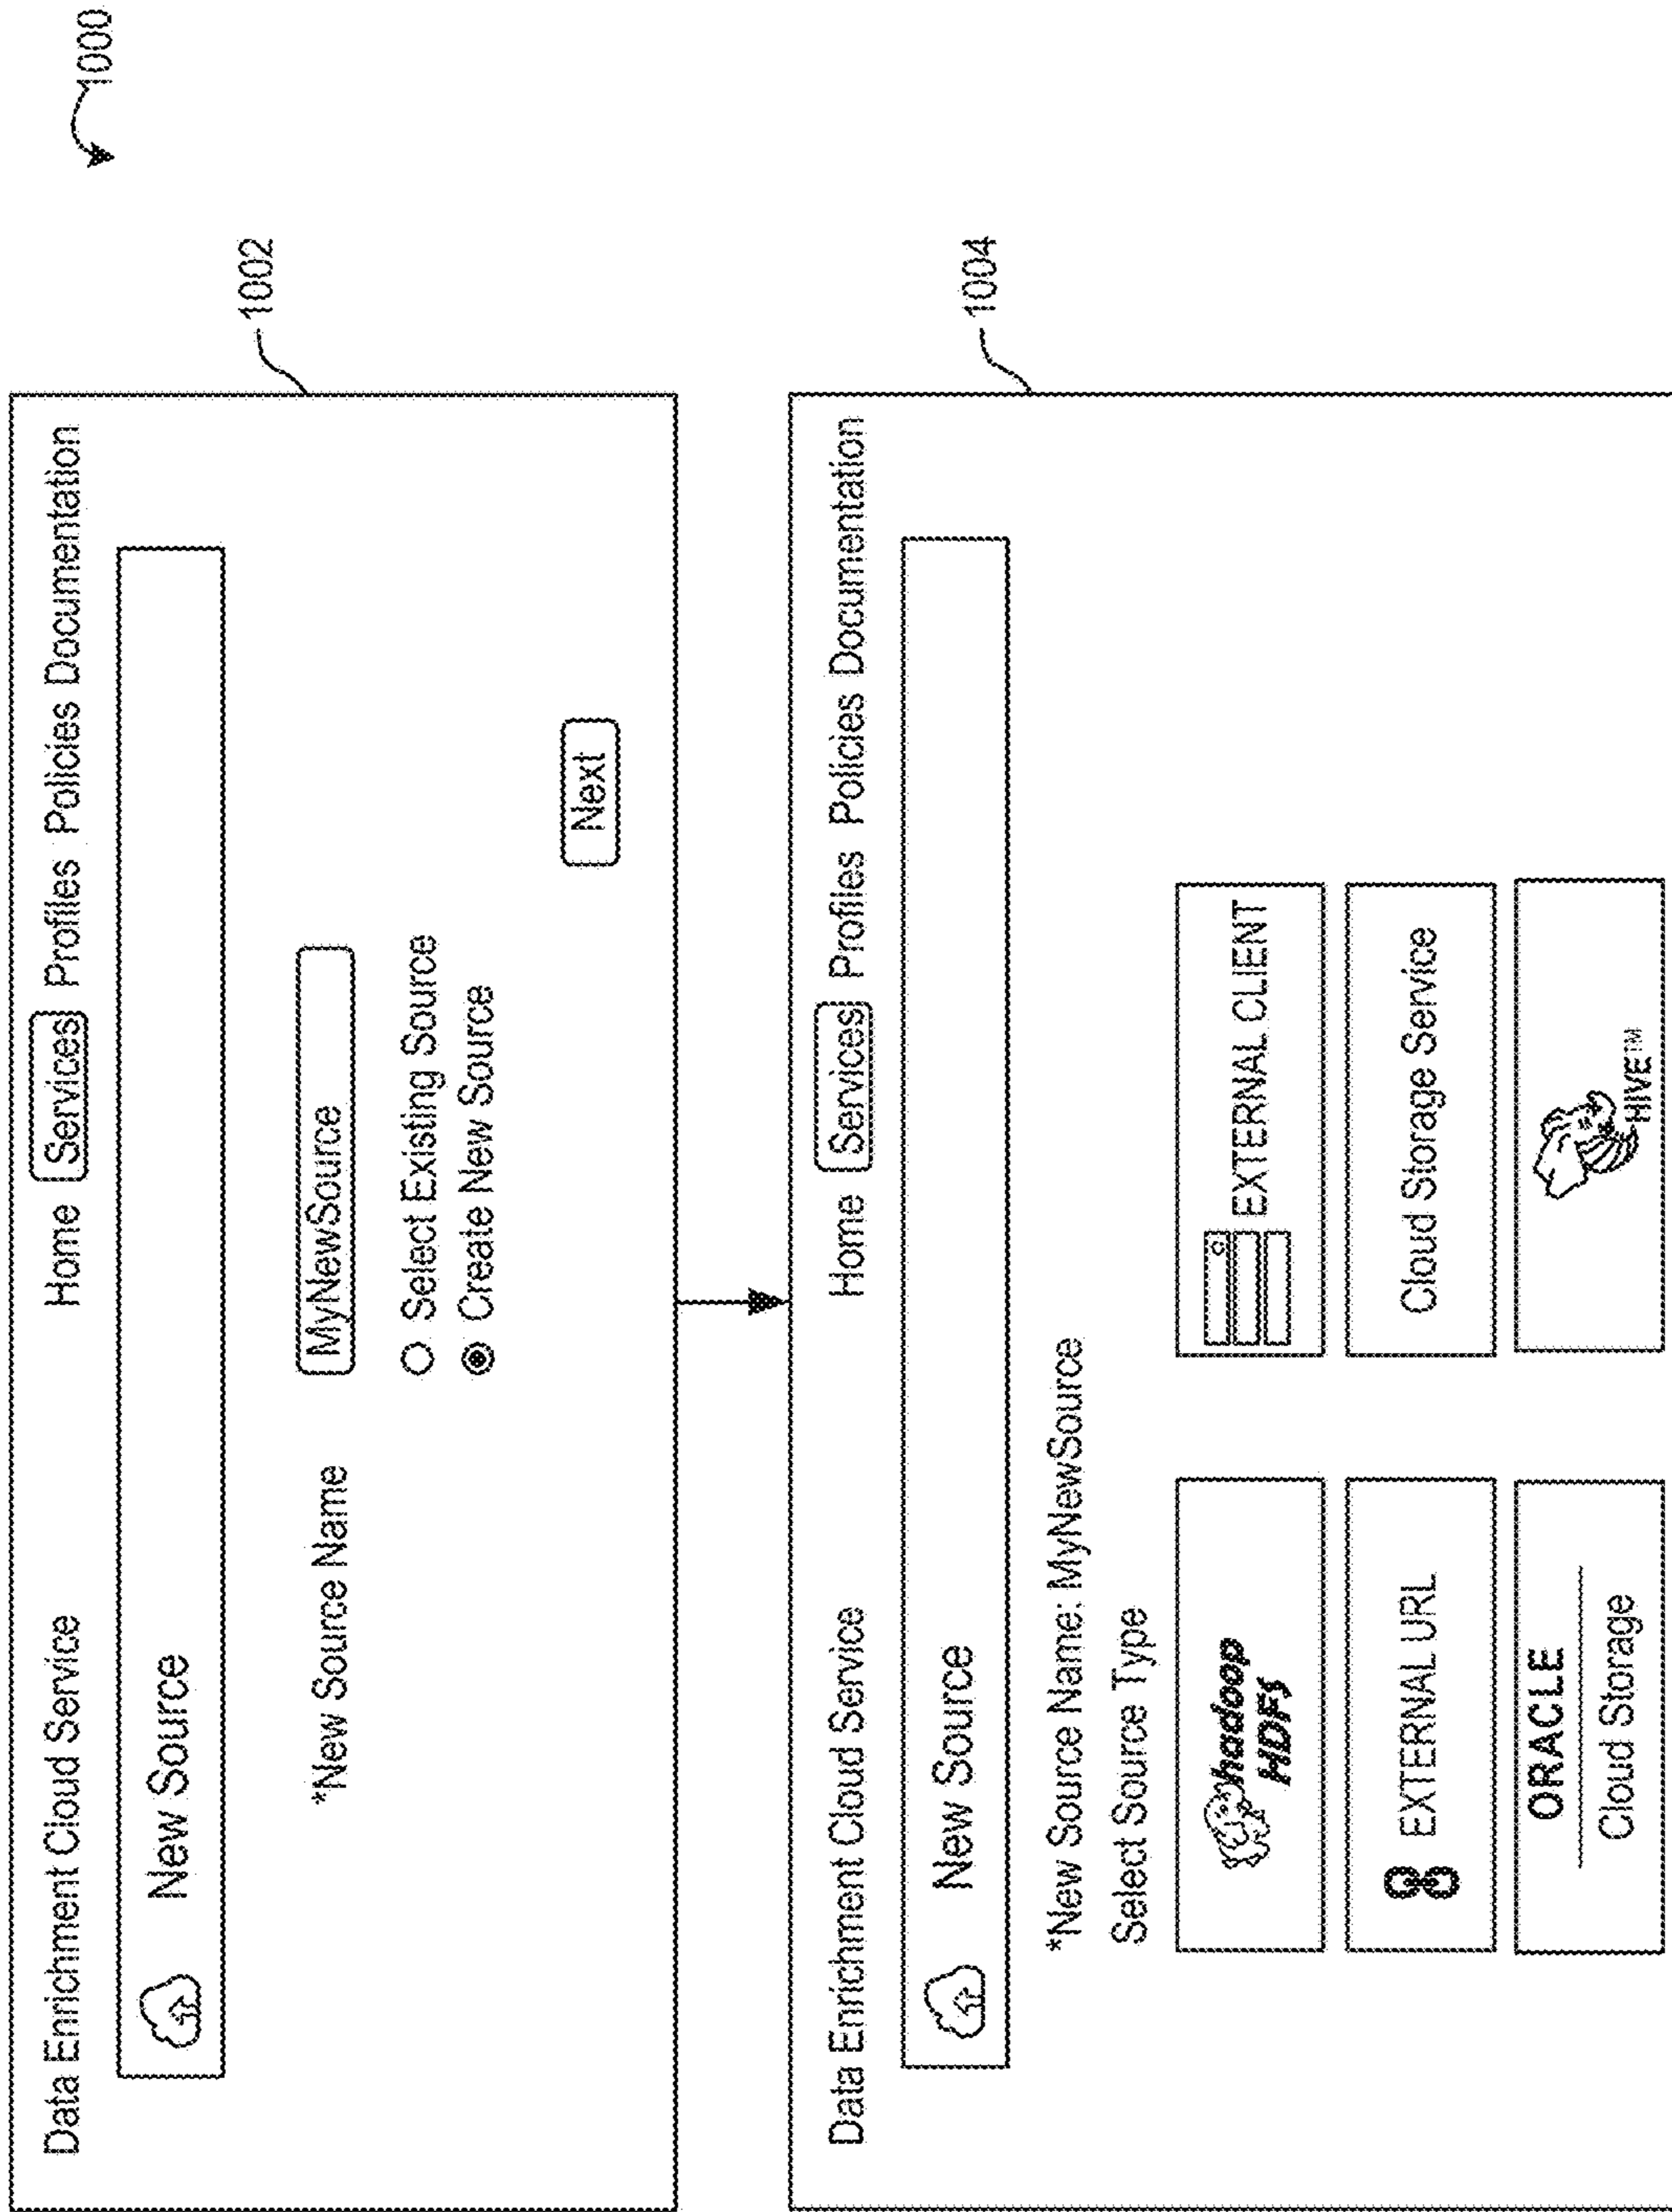 1000
Data Enrichment Cloud Service Home Services Profiles Policies Documentation
New Source
*New Source Name MyNewSource
Select Existing Source
Create New Source
Next
1002
Data Enrichment Cloud Service Home Services Profiles Policies Documentation
New Source
*New Source Name: MyNewSource
Select Source Type
hadoop
HDFS
EXTERNAL CLIENT
EXTERNAL URL
Cloud Storage Service
ORACLE
Cloud Storage
HIVE™
1004